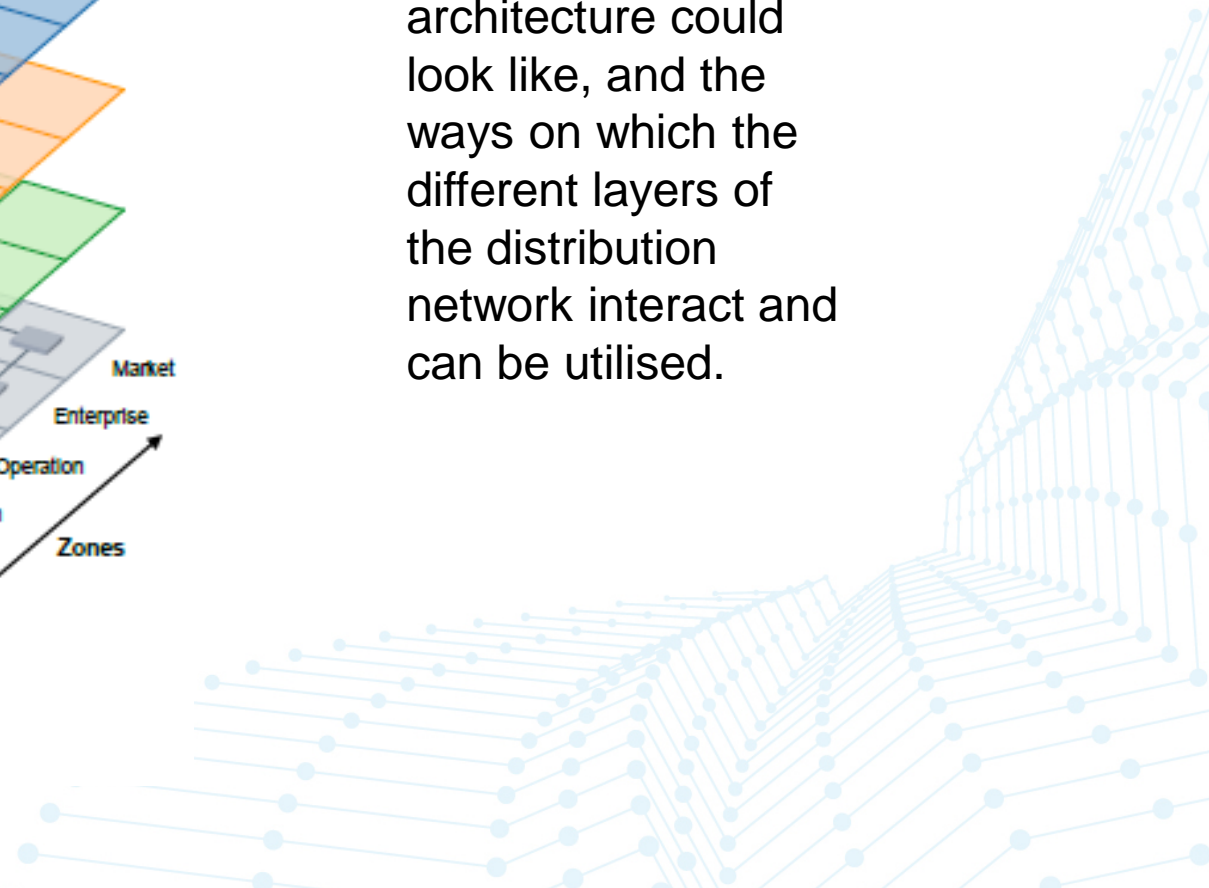 architecture could
look like, and the
ways on which the
different layers of
the distribution
network interact and
can be utilised.
Market
Enterprise
Operation
Zones